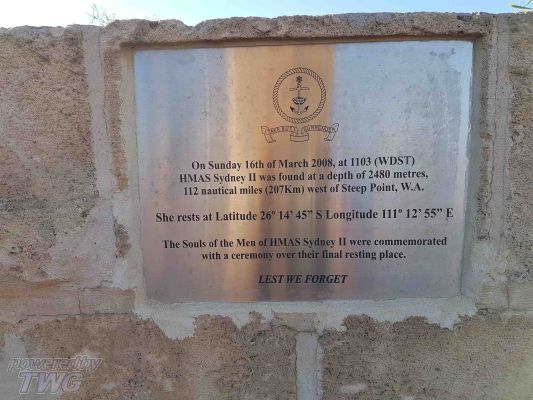 On Sunday 16th of March 2008, at 1103 (WDST)
HMAS Sydney II was found at a depth of 2480 metres,
112 nautical miles (207Km) west of Steep Point, W.A.
She rests at Latitude 26° 14' 45" S Longitude 111° 12' 55" E
The Souls of the Men of HMAS Sydney II were commemorated
with a ceremony over their final resting place.
LEST WE FORGET
powered by
TWG